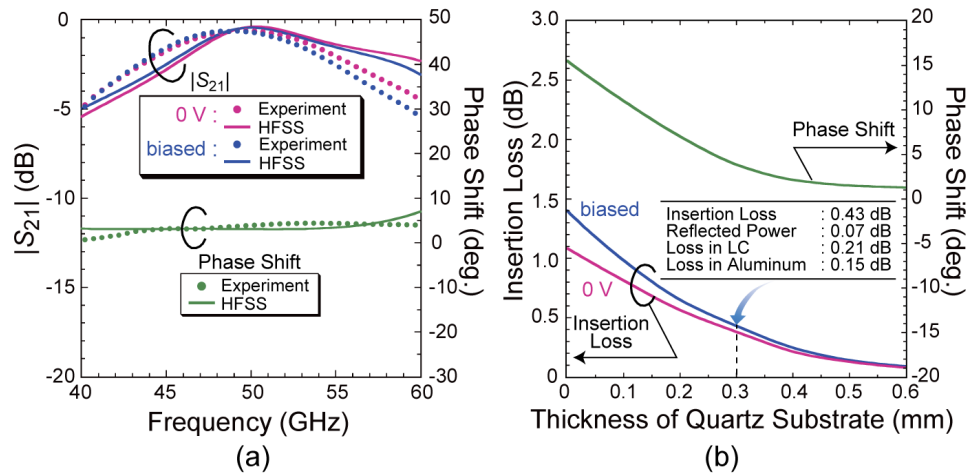 (a)
|S21| (dB)
0
-5
-10
-15
-20
50
40
30
20
10
0
-10
-20
-30
Phase Shift (deg.)
|S21|
0 V : Experiment
HFSS
biased : Experiment
HFSS
Phase Shift
Experiment
HFSS
40 45 50 55 60
Frequency (GHz)
(a)
(b)
Insertion Loss (dB)
3.0
2.5
2.0
1.5
1.0
0.5
0
20
15
10
5
0
-5
-10
-15
-20
Phase Shift (deg.)
Phase Shift
biased
0 V
Insertion Loss : 0.43 dB
Reflected Power : 0.07 dB
Loss in LC : 0.21 dB
Loss in Aluminum : 0.15 dB
Insertion
Loss
0 0.1 0.2 0.3 0.4 0.5 0.6
Thickness of Quartz Substrate (mm)
(b)